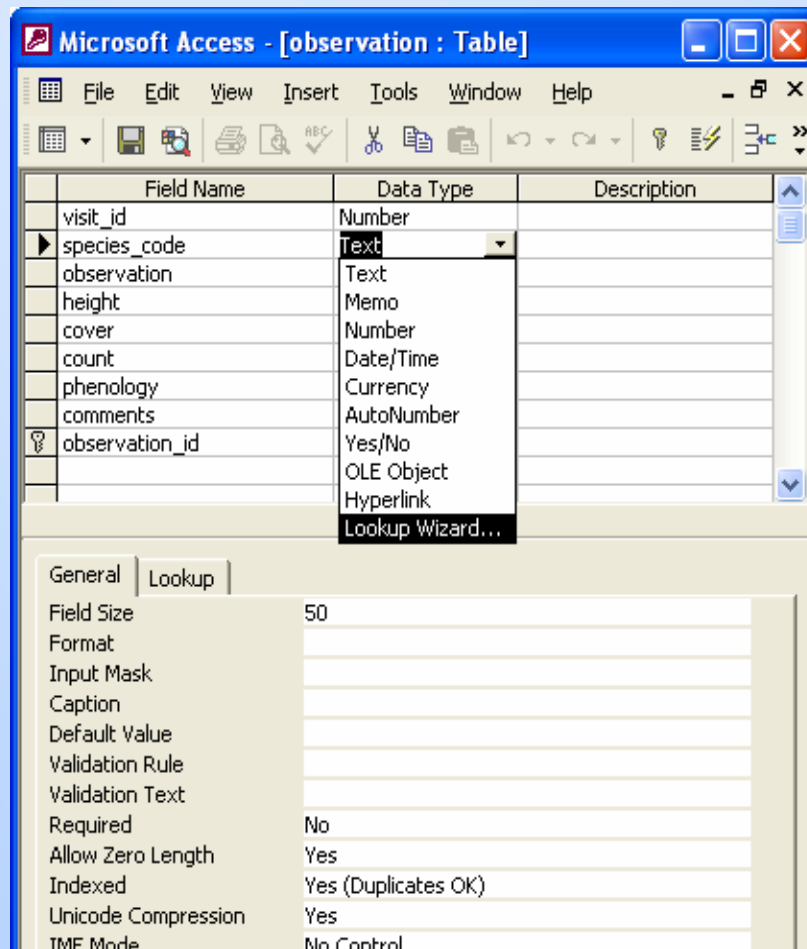 Microsoft Access - [observation : Table]
File Edit View Insert Tools Window Help
ABC
Field Name Data Type Description
visit_id Number
species_code Text
observation Text
height Memo
cover Number
count Date/Time
phenology Currency
comments AutoNumber
observation_id Yes/No
OLE Object
Hyperlink
Lookup Wizard...
General Lookup
Field Size 50
Format
Input Mask
Caption
Default Value
Validation Rule
Validation Text
Required No
Allow Zero Length Yes
Indexed Yes (Duplicates OK)
Unicode Compression Yes
IME Mode No Control